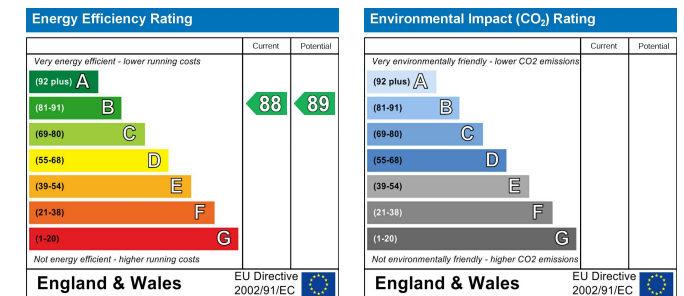 Energy Efficiency Rating
Current Potential
Very energy efficient - lower running costs
(92 plus) A
(81-91) B 88 89
(69-80) C
(55-68) D
(39-54) E
(21-38) F
(1-20) G
Not energy efficient - higher running costs
England & Wales
EU Directive
2002/91/EC
Environmental Impact (CO2) Rating
Current Potential
Very environmentally friendly - lower CO2 emissions
(92 plus) A
(81-91) B
(69-80) C
(55-68) D
(39-54) E
(21-38) F
(1-20) G
Not environmentally friendly - higher CO2 emissions
England & Wales
EU Directive
2002/91/EC